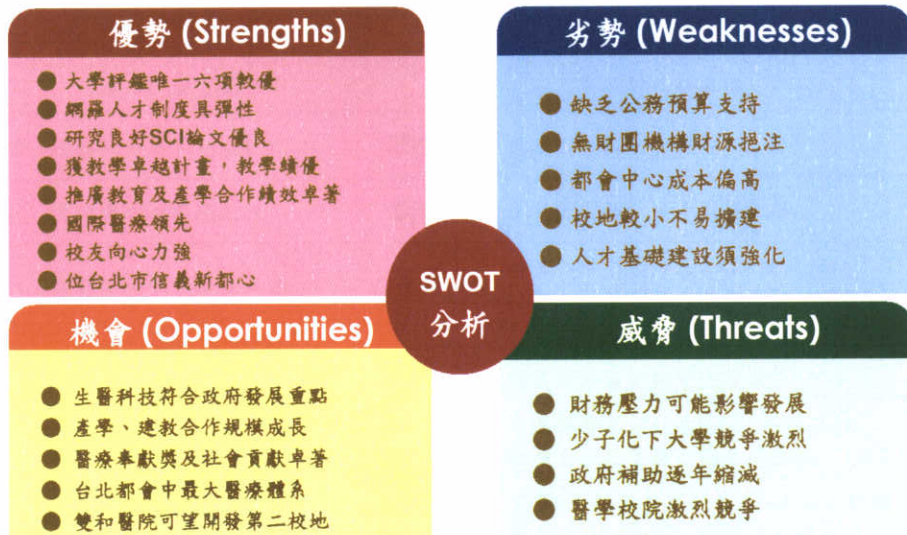 優勢 (Strengths)
大學評鑑唯一六項較優
網羅人才制度具彈性
研究良好SCI論文優良
獲教學卓越計畫，教學績優
推廣教育及產學合作績效卓著
國際醫療領先
校友向心力強
位台北市信義新都心
劣勢 (Weaknesses)
缺乏公務預算支持
無財團機構財源挹注
都會中心成本偏高
校地較小不易擴建
人才基礎建設須強化
SWOT
分析
機會 (Opportunities)
生醫科技符合政府發展重點
產學、建教合作規模成長
醫療奉獻獎及社會貢獻卓著
台北都會中最大醫療體系
雙和醫院可望開發第二校地
威脅 (Threats)
財務壓力可能影響發展
少子化下大學競爭激烈
政府補助逐年縮減
醫學校院激烈競爭